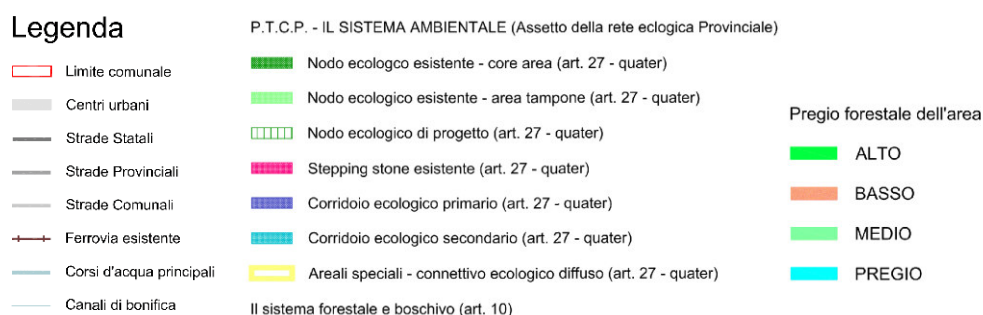 Legenda
Limite comunale
Centri urbani
Strade Statali
Strade Provinciali
Strade Comunali
Ferrovia esistente
Corsi d'acqua principali
Canali di bonifica
P.T.C.P. - IL SISTEMA AMBIENTALE (Assetto della rete eclogica Provinciale)
Nodo ecologco esistente - core area (art. 27 - quater)
Nodo ecologico esistente - area tampone (art. 27 - quater)
Nodo ecologico di progetto (art. 27 - quater)
Stepping stone esistente (art. 27 - quater)
Corridoio ecologico primario (art. 27 - quater)
Corridoio ecologico secondario (art. 27 - quater)
Areali speciali - connettivo ecologico diffuso (art. 27 - quater)
Il sistema forestale e boschivo (art. 10)
Pregio forestale dell'area
ALTO
BASSO
MEDIO
PREGIO